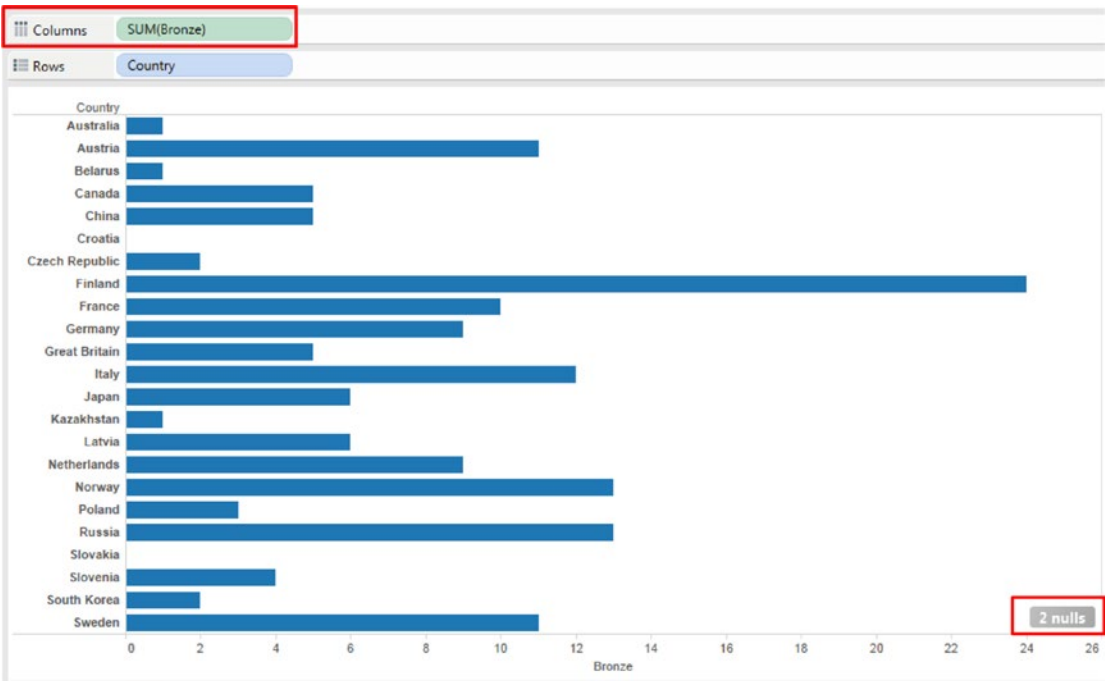 Columns SUM(Bronze)
Rows Country
Country
Australia
Austria
Belarus
Canada
China
Croatia
Czech Republic
Finland
France
Germany
Great Britain
Italy
Japan
Kazakhstan
Latvia
Netherlands
Norway
Poland
Russia
Slovakia
Slovenia
South Korea
Sweden
2 nulls
0 2 4 6 8 10 12 14 16 18 20 22 24 26
Bronze